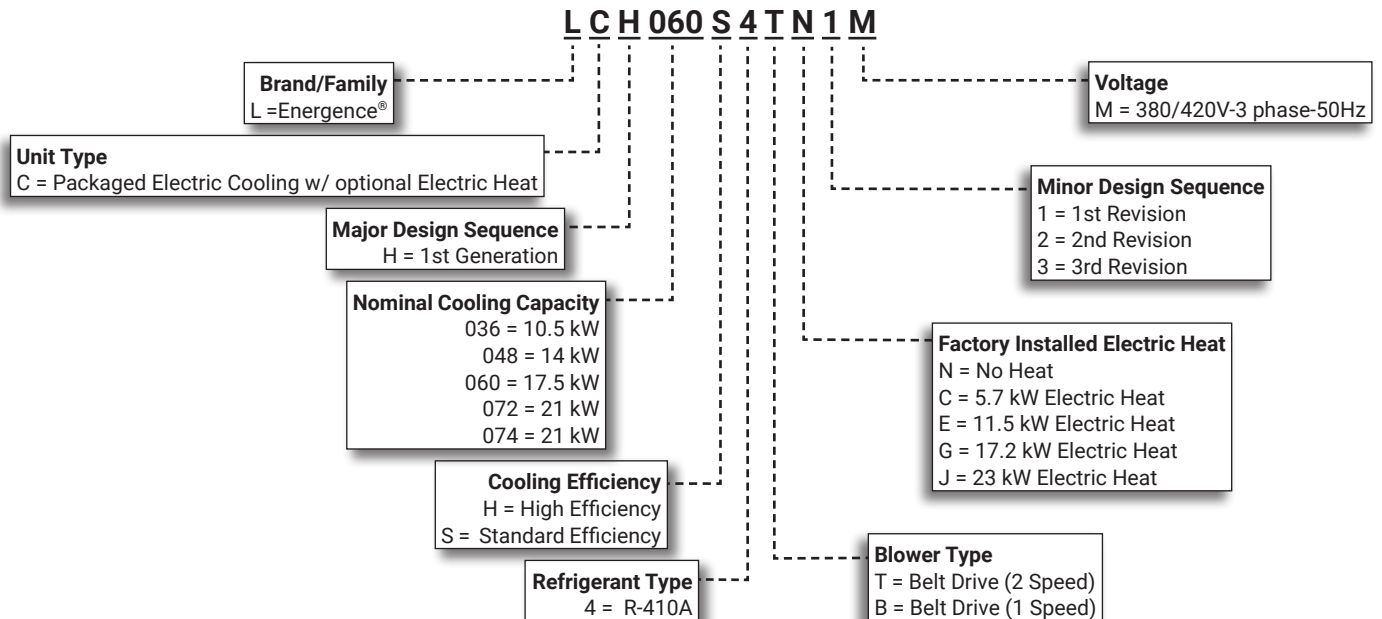 L C H 060 S 4 T N 1 M
Brand/Family
L =Energence®
Unit Type
C = Packaged Electric Cooling w/ optional Electric Heat
Major Design Sequence
H = 1st Generation
Nominal Cooling Capacity
036 = 10.5 kW
048 = 14 kW
060 = 17.5 kW
072 = 21 kW
074 = 21 kW
Cooling Efficiency
H = High Efficiency
S = Standard Efficiency
Refrigerant Type
4 = R-410A
Voltage
M = 380/420V-3 phase-50Hz
Minor Design Sequence
1 = 1st Revision
2 = 2nd Revision
3 = 3rd Revision
Factory Installed Electric Heat
N = No Heat
C = 5.7 kW Electric Heat
E = 11.5 kW Electric Heat
G = 17.2 kW Electric Heat
J = 23 kW Electric Heat
Blower Type
T = Belt Drive (2 Speed)
B = Belt Drive (1 Speed)